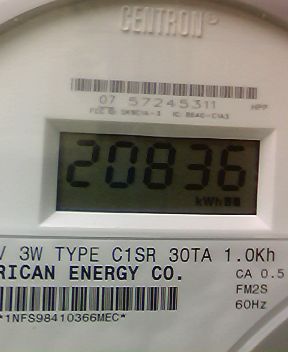 CENTRON
07 57245311 HPP
20836
kWh
V 3W TYPE C1SR 30TA 1.0Kh
RICAN ENERGY CO. CA 0.5
FM2S
*1NFS98410366MEC* 60Hz